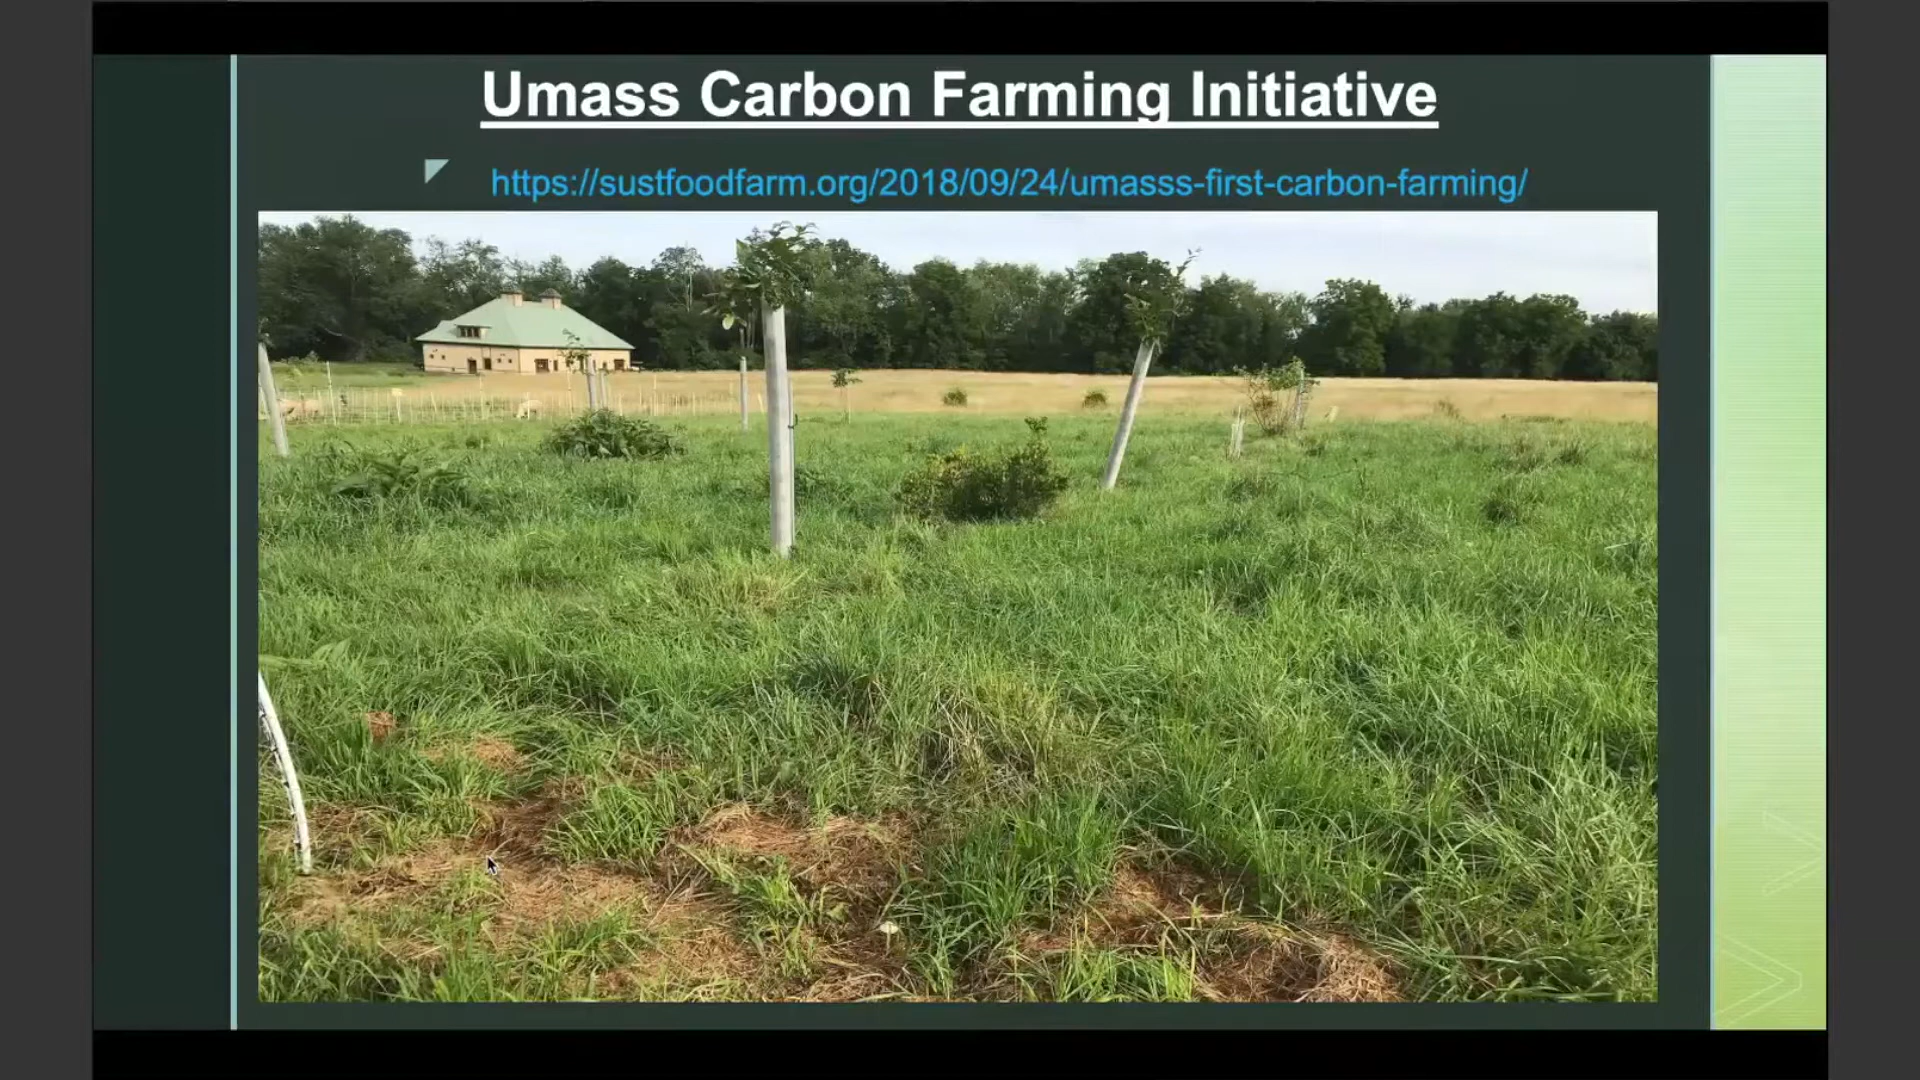 Umass Carbon Farming Initiative
https://sustfoodfarm.org/2018/09/24/umasss-first-carbon-farming/